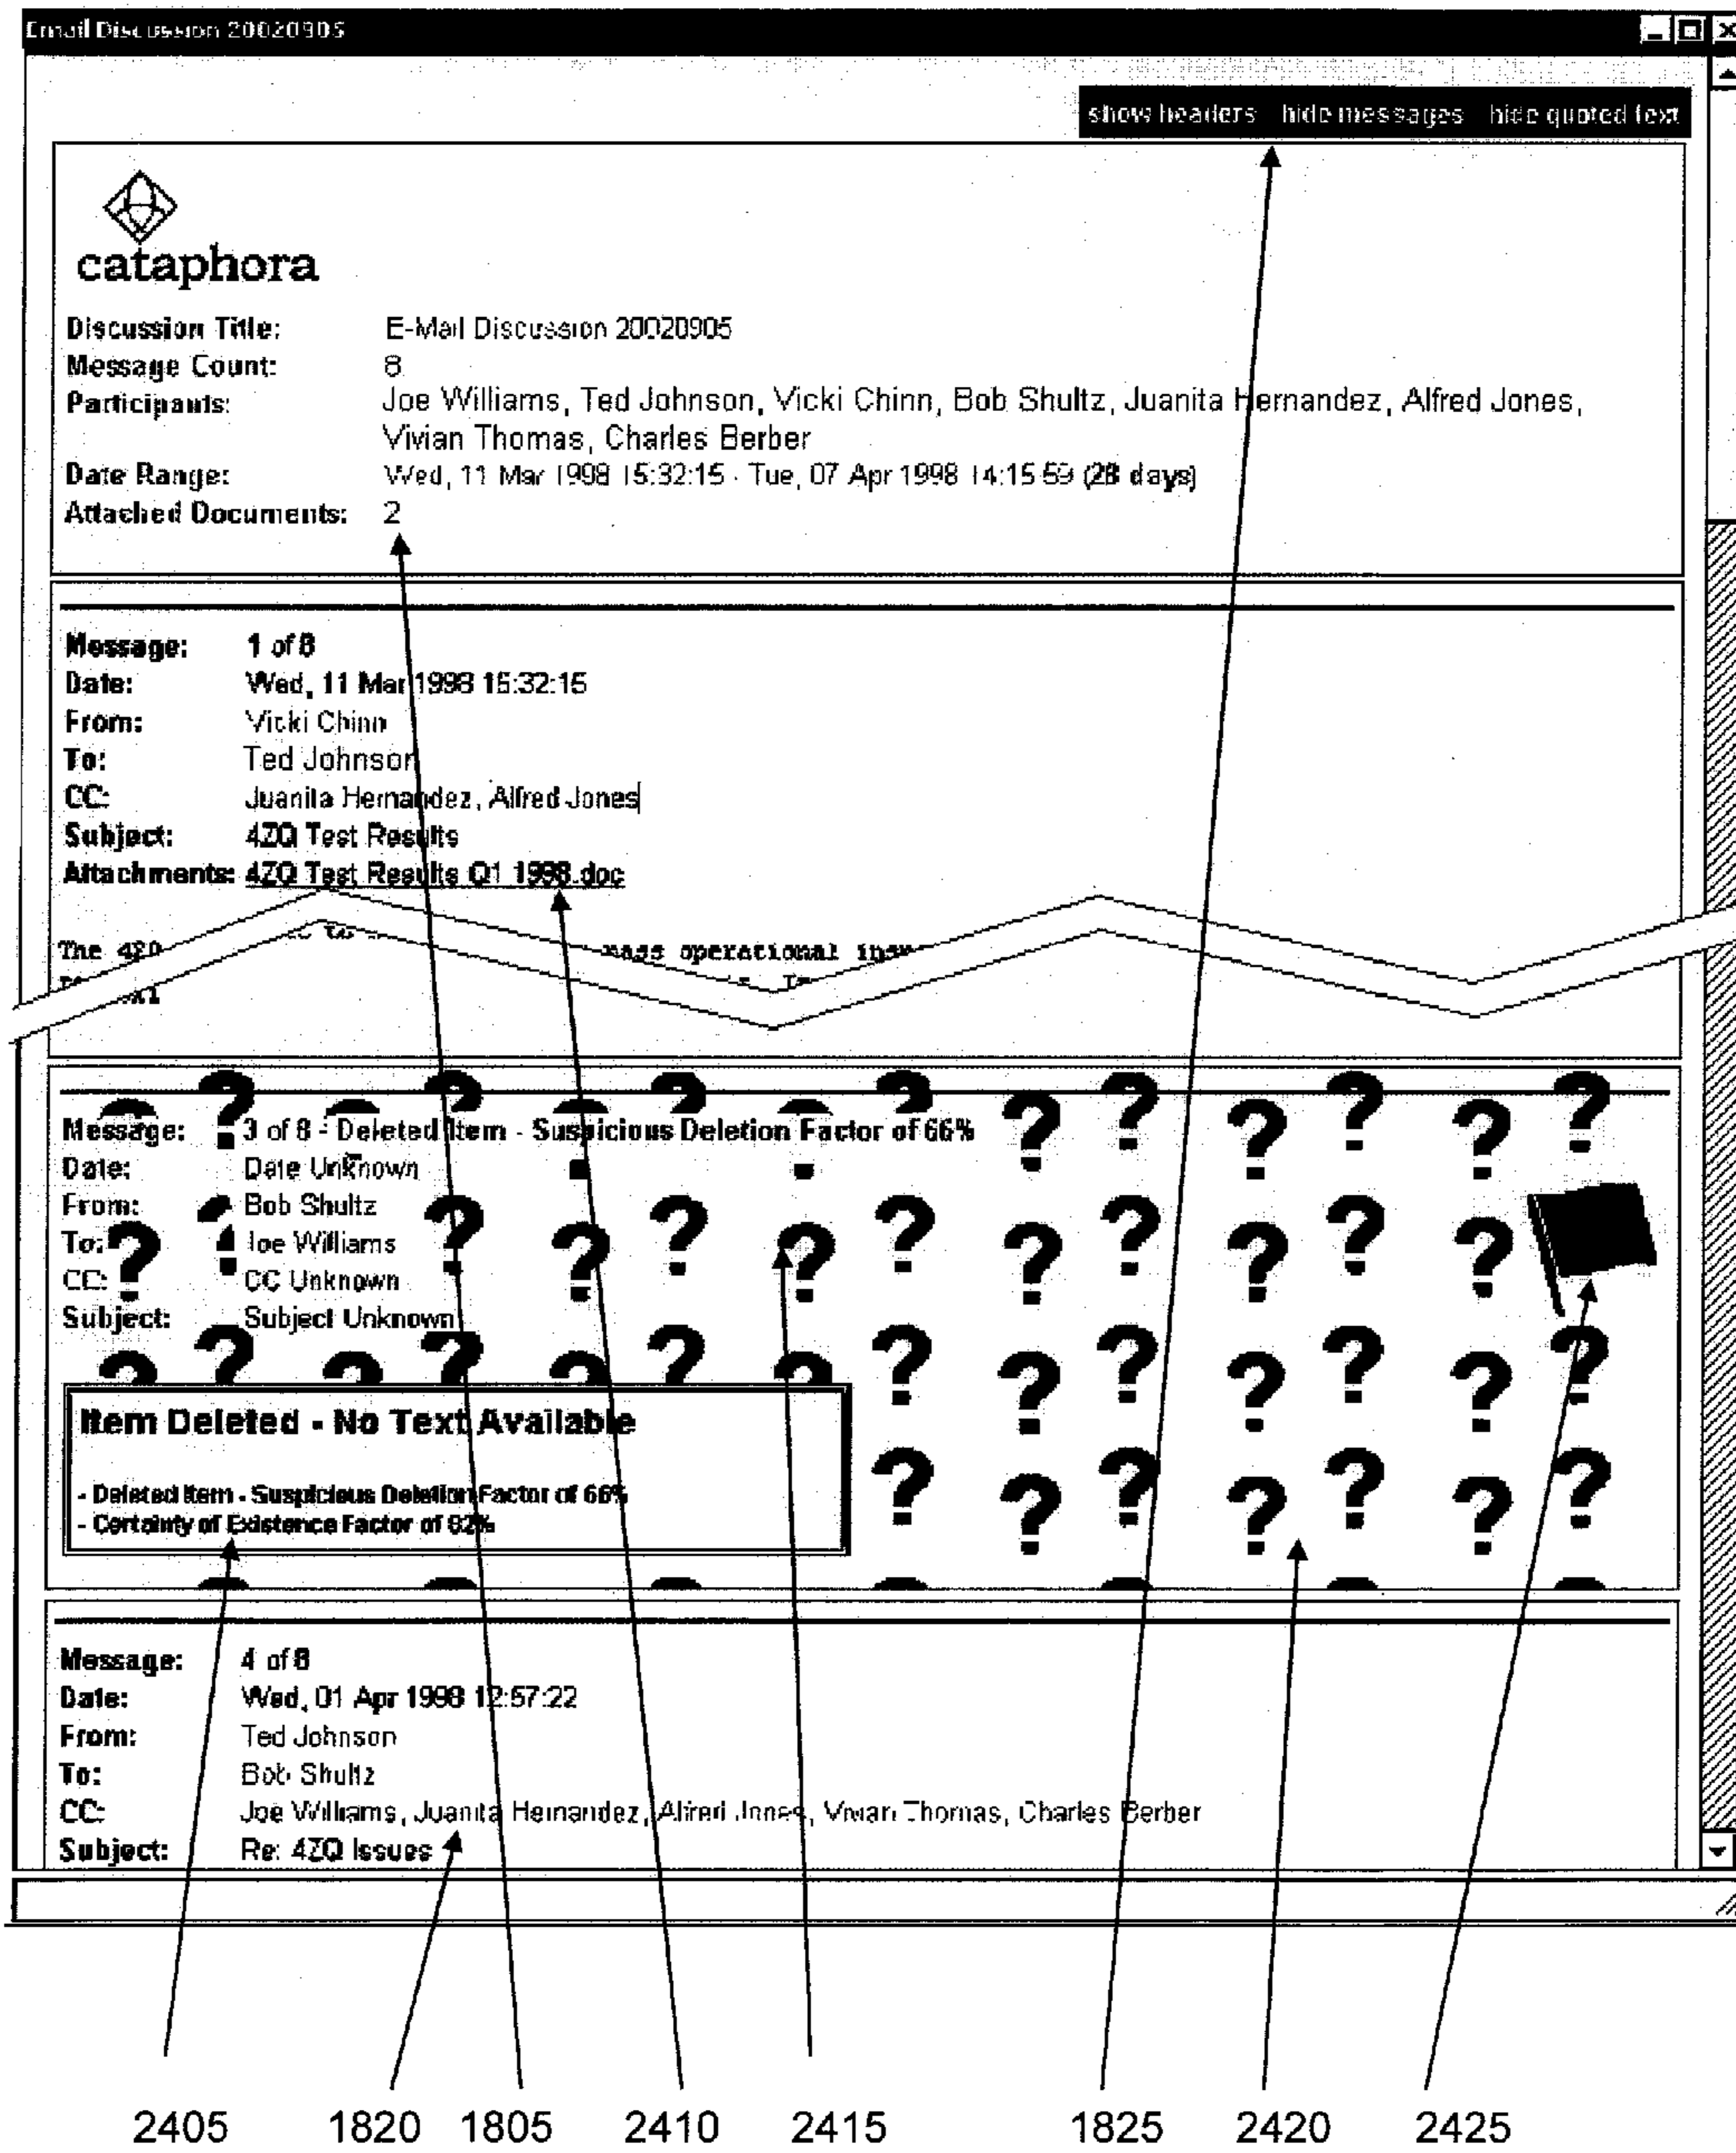 Email Discussion 20020905
show headers hide messages hide quoted text
cataphora
Discussion Title: E-Mail Discussion 20020905
Message Count: 8
Participants: Joe Williams, Ted Johnson, Vicki Chinn, Bob Shultz, Juanita Hernandez, Alfred Jones,
Vivian Thomas, Charles Berber
Date Range: Wed, 11 Mar 1998 15:32:15 - Tue, 07 Apr 1998 14:15:59 (28 days)
Attached Documents: 2
Message: 1 of 8
Date: Wed, 11 Mar 1998 15:32:15
From: Vicki Chinn
To: Ted Johnson
CC: Juanita Hernandez, Alfred Jones
Subject: 4ZQ Test Results
Attachments: 4ZQ Test Results Q1 1998.doc
The mass operational
Message: 3 of 8 - Deleted Item - Suspicious Deletion Factor of 66%
Date: Date Unknown
From: Bob Shultz
To: Joe Williams
CC: CC Unknown
Subject: Subject Unknown
Item Deleted - No Text Available
- Deleted Item - Suspicious Deletion Factor of 66%
- Certainty of Existence Factor of 82%
Message: 4 of 8
Date: Wed, 01 Apr 1998 12:57:22
From: Ted Johnson
To: Bob Shultz
CC: Joe Williams, Juanita Hernandez, Alfred Jones, Vivian Thomas, Charles Berber
Subject: Re: 4ZQ Issues
2405 1820 1805 2410 2415 1825 2420 2425